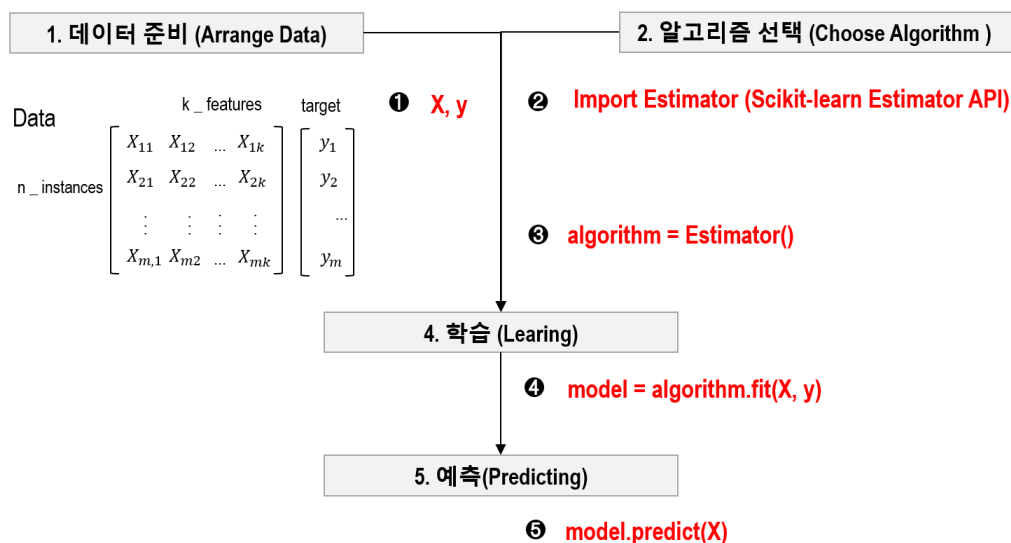 1. 데이터 준비 (Arrange Data)
2. 알고리즘 선택 (Choose Algorithm )
k _ features
target
❶ X, y
❷ Import Estimator (Scikit-learn Estimator API)
Data
X₁₁ X₁₂ ... X₁ₖ y₁
n _ instances
X₂₁ X₂₂ ... X₂ₖ y₂
⋮ ⋮ ⋮ ⋮ ...
Xₘ,₁ Xₘ₂ ... Xₘₖ yₘ
❸ algorithm = Estimator()
4. 학습 (Learing)
❹ model = algorithm.fit(X, y)
5. 예측(Predicting)
❺ model.predict(X)